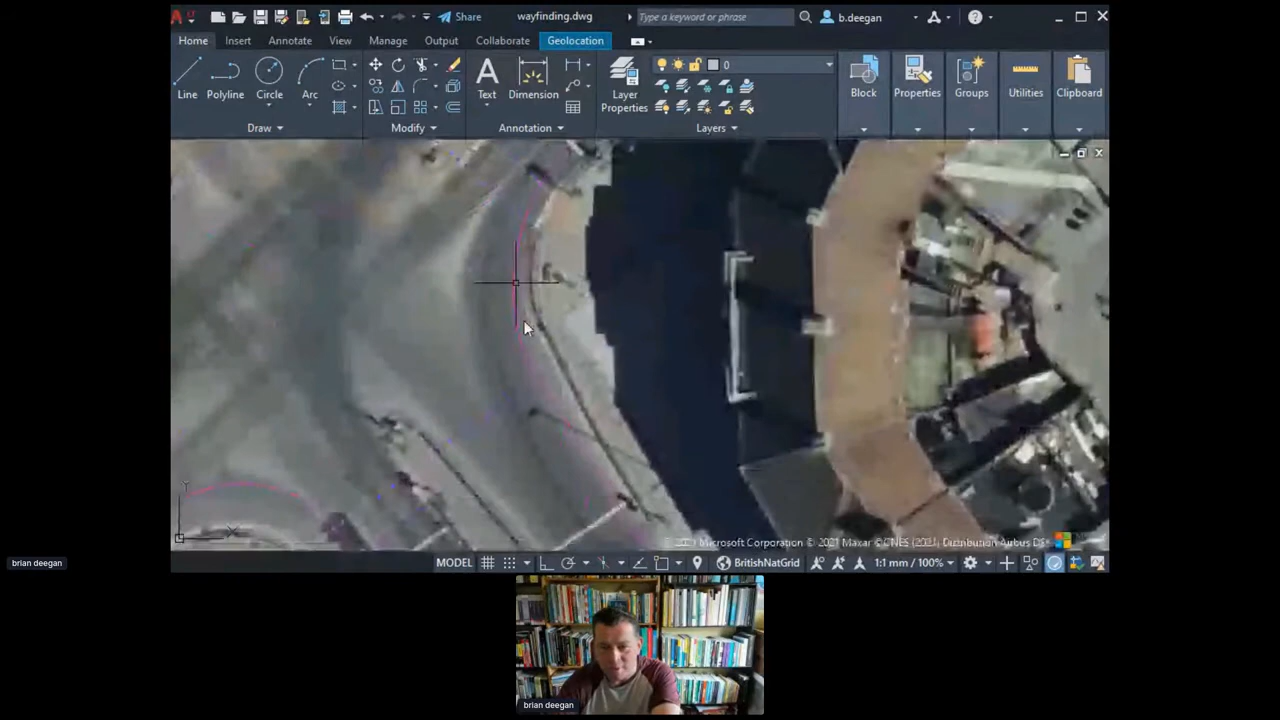 Share
wayfinding.dwg
Type a keyword or phrase
b.deegan
Home Insert Annotate View Manage Output Collaborate Geolocation
0
Line Polyline Circle Arc
Text Dimension
Layer Properties
Block Properties Groups Utilities Clipboard
Draw Modify Annotation Layers
Y
X
Microsoft Corporation © 2021 Maxar ©CNES (2021) Distribution Airbus DS
MODEL BritishNatGrid 1:1 mm / 100%
brian deegan
brian deegan